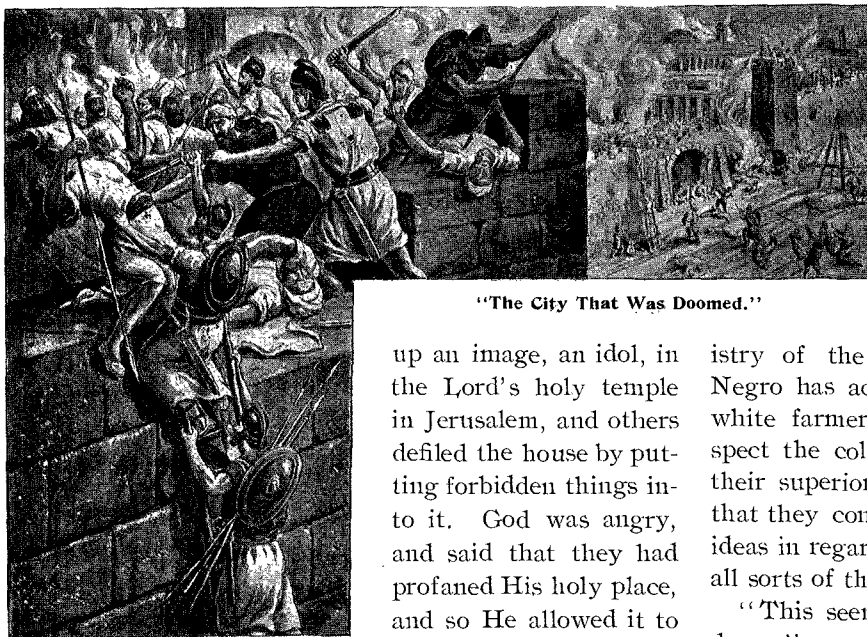 "The City That Was Doomed."
up an image, an idol, in
the Lord's holy temple
in Jerusalem, and others
defiled the house by put-
ting forbidden things in-
to it. God was angry,
and said that they had
profaned His holy place,
and so He allowed it to
istry of the
Negro has ac
white farmer
spect the col
their superior
that they con
ideas in regar
all sorts of th
"This seer